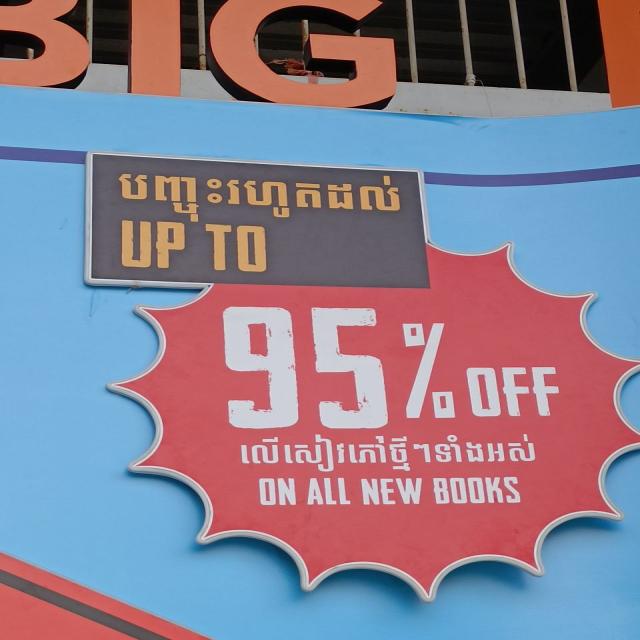 BIG
បញ្ចុះរហូតដល់
UP TO
95% OFF
លើសៀវភៅថ្មីៗទាំងអស់
ON ALL NEW BOOKS